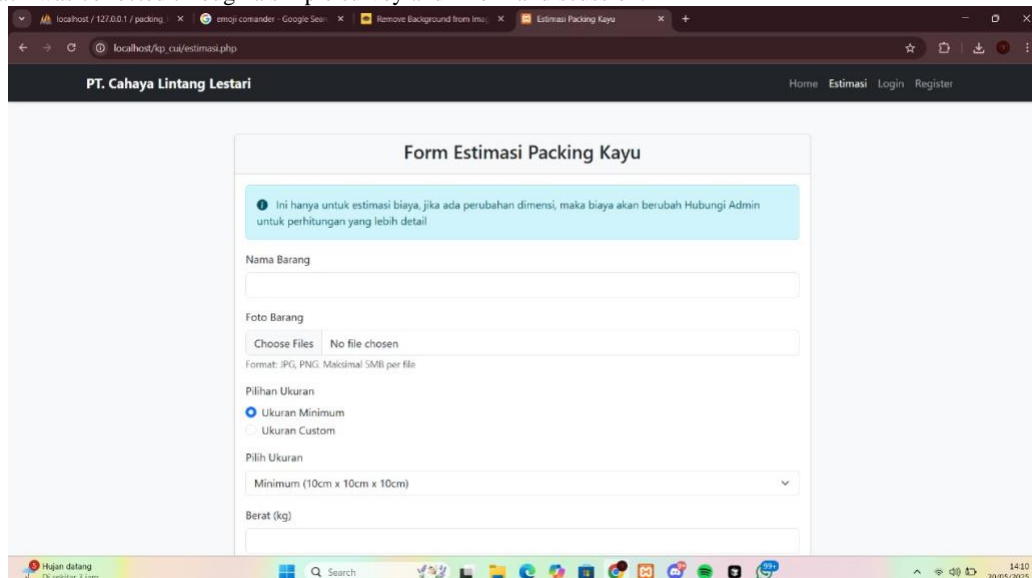 localhost / 127.0.0.1 / packing_
emoji comander - Google Sear
Remove Background from Imag
Estimasi Packing Kayu
localhost/kp_cui/estimasi.php
PT. Cahaya Lintang Lestari
Home Estimasi Login Register
Form Estimasi Packing Kayu
Ini hanya untuk estimasi biaya, jika ada perubahan dimensi, maka biaya akan berubah Hubungi Admin
untuk perhitungan yang lebih detail
Nama Barang
Foto Barang
Choose Files No file chosen
Format: JPG, PNG. Maksimal 5MB per file
Pilihan Ukuran
Ukuran Minimum
Ukuran Custom
Pilih Ukuran
Minimum (10cm x 10cm x 10cm)
Berat (kg)
Hujan datang
Search
99+
14:10